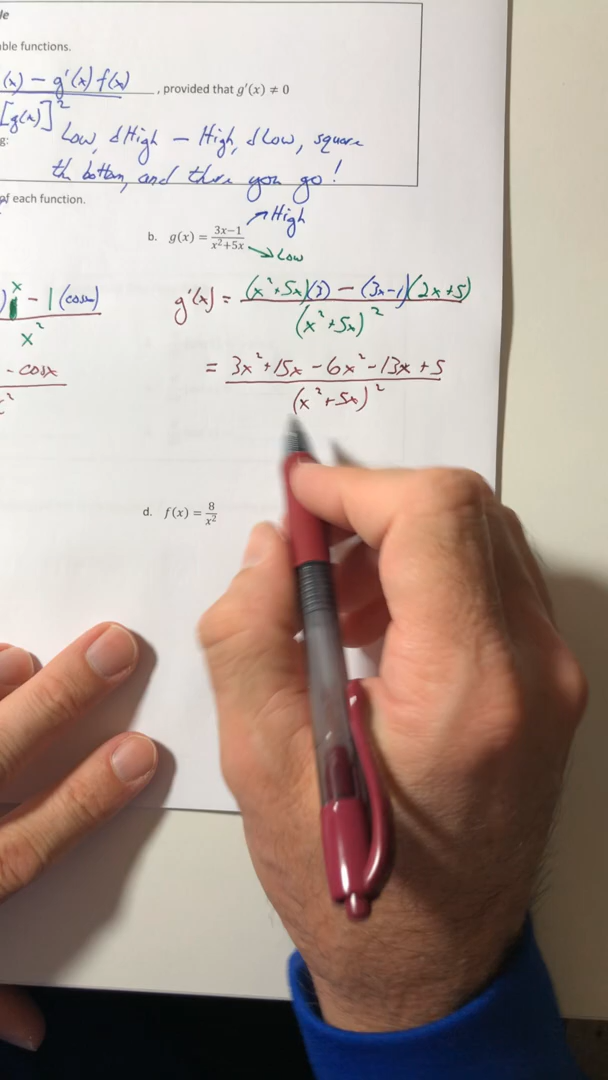 le
ble functions.
(x) − g'(x) f(x)
, provided that g'(x) ≠ 0
[g(x)]²
g:
Low, dHigh − High, dLow, square
the bottom, and there you go!
of each function.
High
b. g(x) = 3x−1 / x²+5x
Low
x − 1 (cosx)
x²
g'(x) = (x²+5x)(3) − (3x−1)(2x+5)
(x²+5x)²
- cosx
= 3x²+15x − 6x² − 13x + 5
(x²+5x)²
d. f(x) = 8 / x²